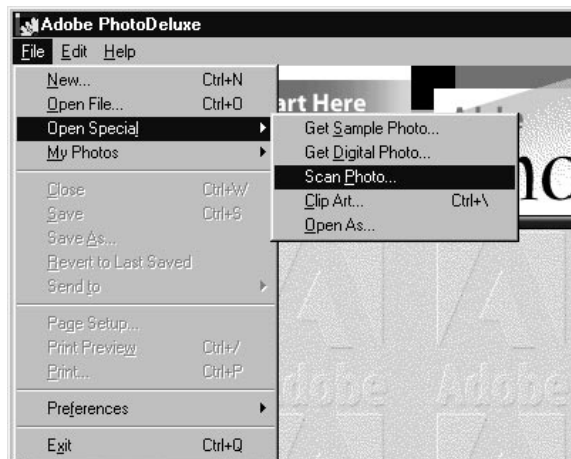 Adobe PhotoDeluxe
File Edit Help
New... Ctrl+N
Open File... Ctrl+O
Open Special
My Photos
Close Ctrl+W
Save Ctrl+S
Save As...
Revert to Last Saved
Send to
Page Setup...
Print Preview Ctrl+/
Print... Ctrl+P
Preferences
Exit Ctrl+Q
Get Sample Photo...
Get Digital Photo...
Scan Photo...
Clip Art... Ctrl+\
Open As...
art Here
Adobe
ho
dobe Adobe